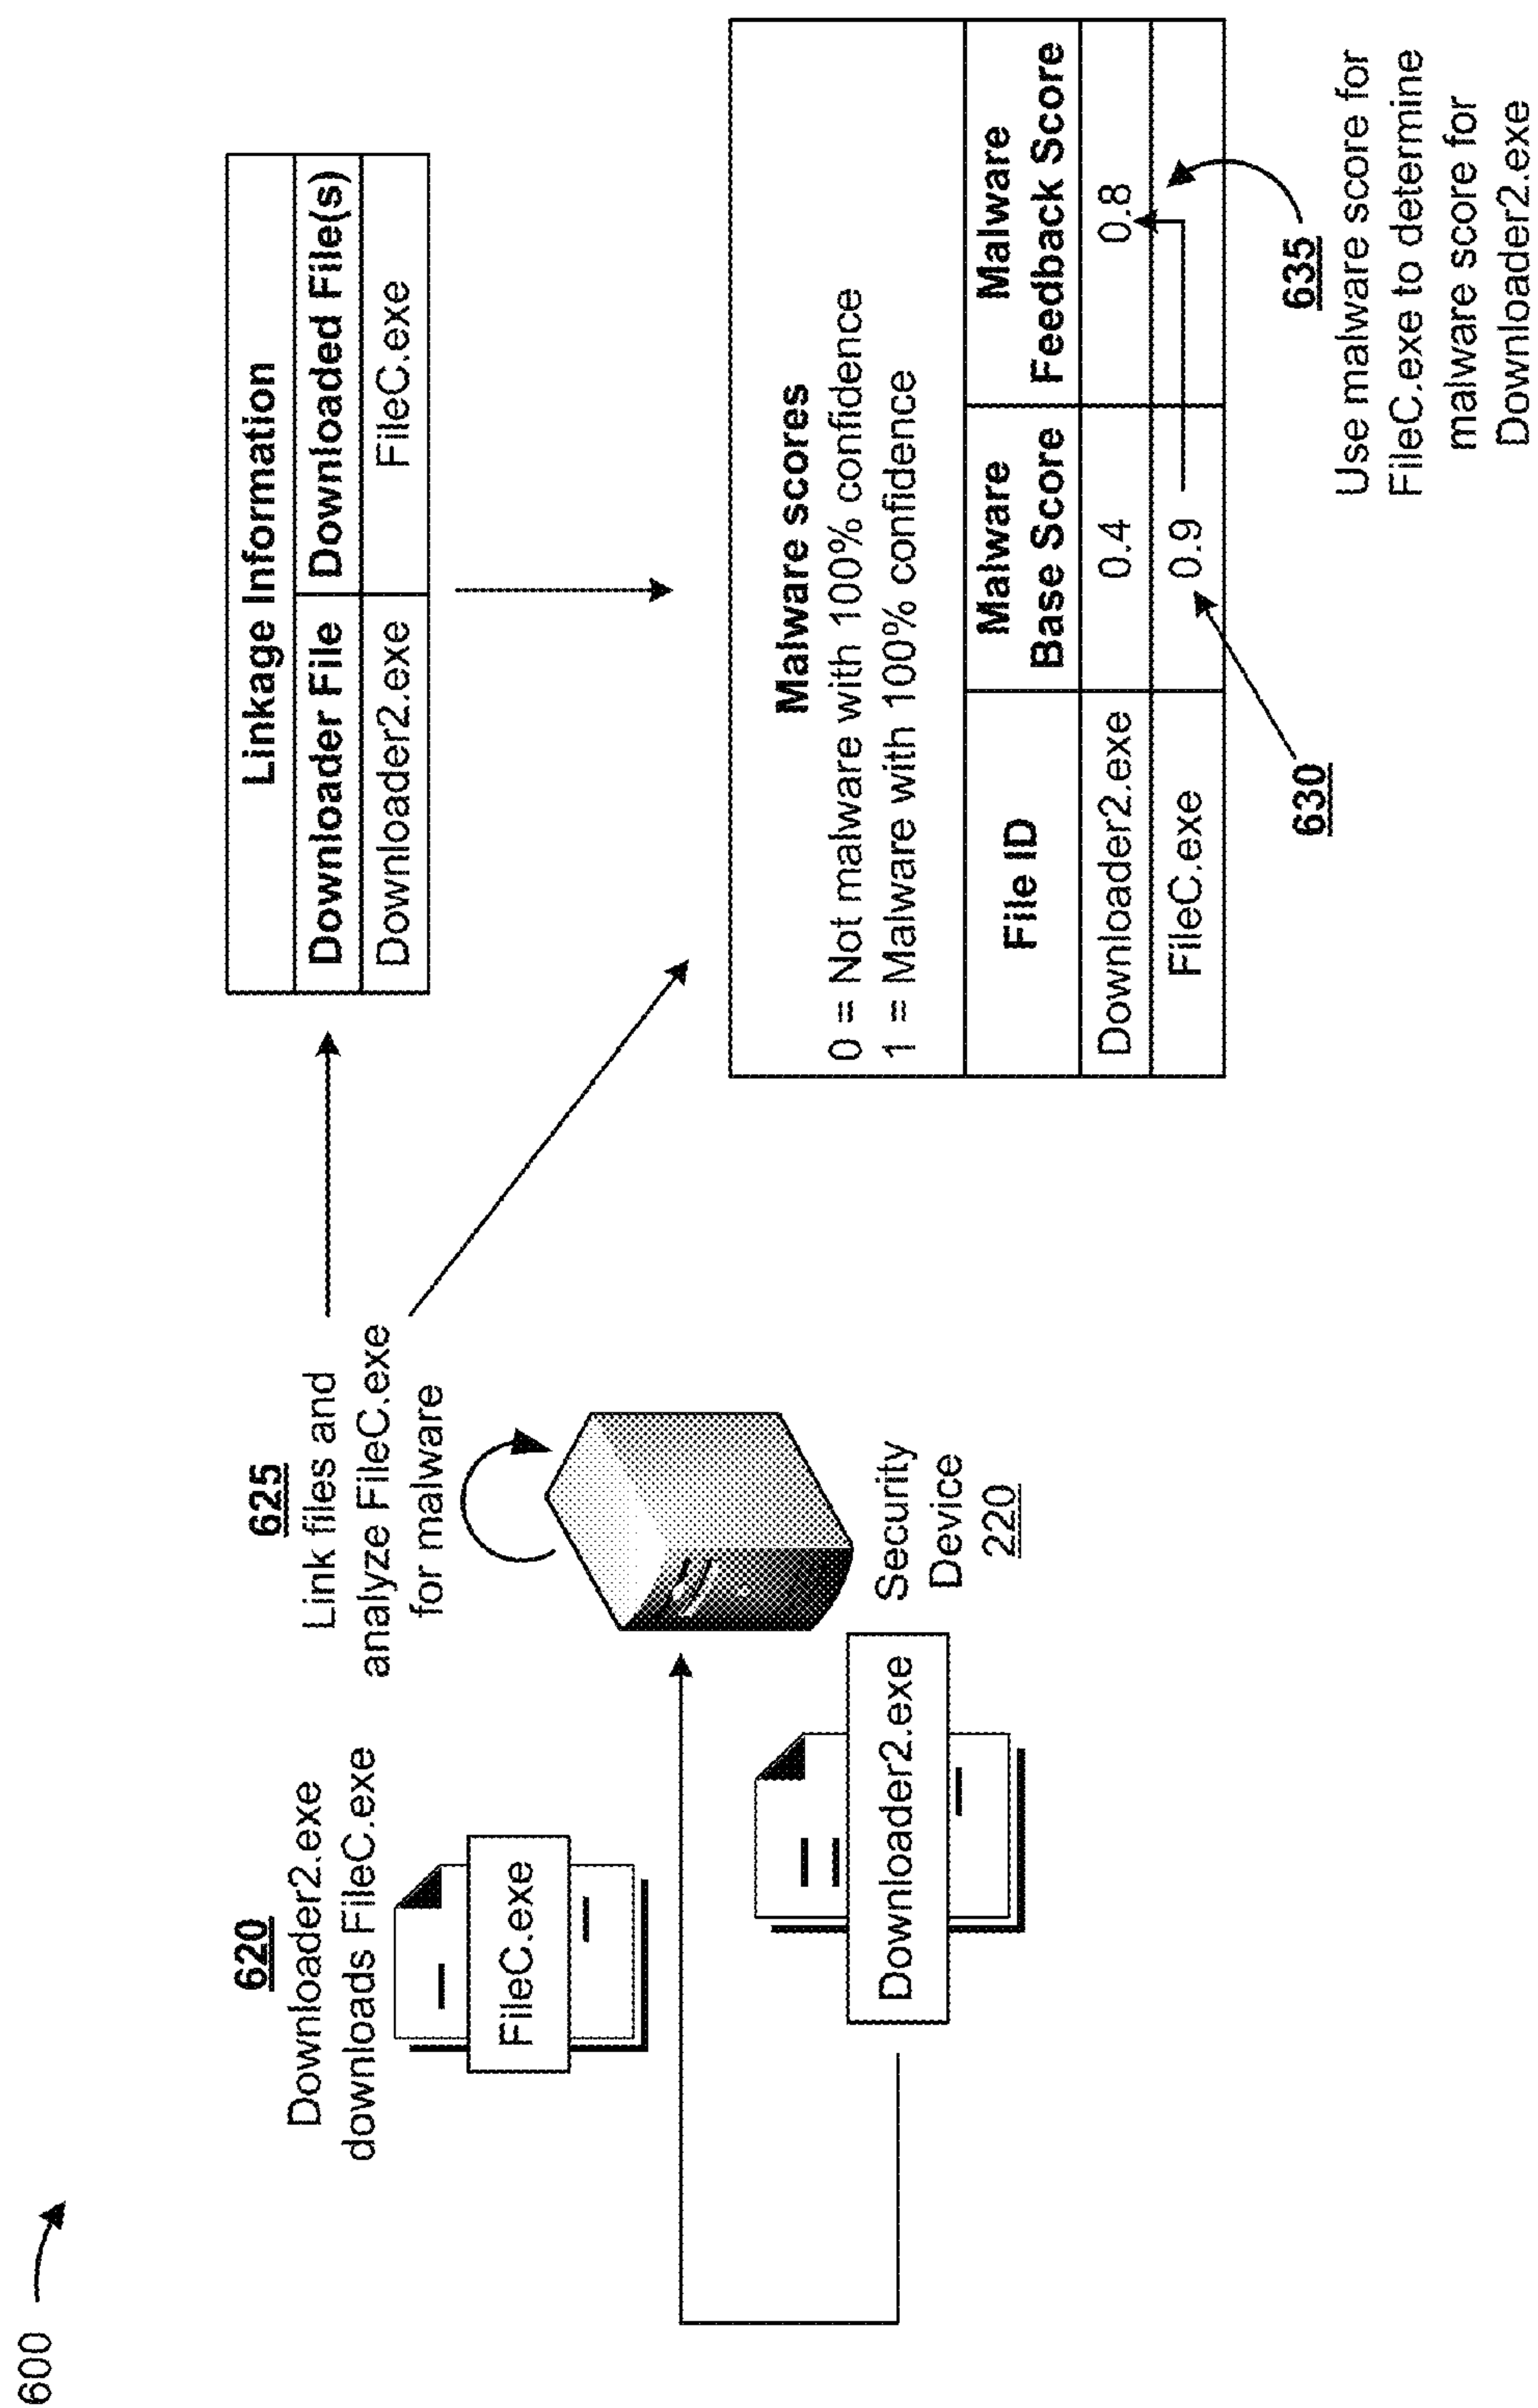 600
620
Downloader2.exe
downloads FileC.exe
FileC.exe
Downloader2.exe
625
Link files and
analyze FileC.exe
for malware
Security
Device
220
Linkage Information
Downloader File Downloaded File(s)
Downloader2.exe FileC.exe
Malware scores
0 = Not malware with 100% confidence
1 = Malware with 100% confidence
File ID Malware Base Score Malware Feedback Score
Downloader2.exe 0.4 0.8
FileC.exe 0.9
630
635
Use malware score for
FileC.exe to determine
malware score for
Downloader2.exe